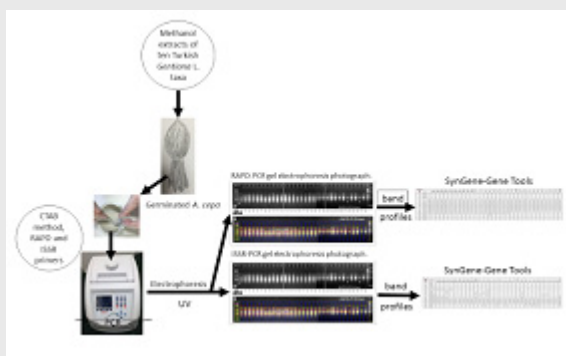 Methanol
extracts of
ten Turkish
Gentiana L.
taxa
Germinated A. cepa
CTAB
method,
RAPD and
ISSR
primers
PCR
Electrophoresis
UV
RAPD-PCR gel electrophoresis photograph.
band
profiles
SynGene-Gene Tools
ISSR-PCR gel electrophoresis photograph.
band
profiles
SynGene-Gene Tools